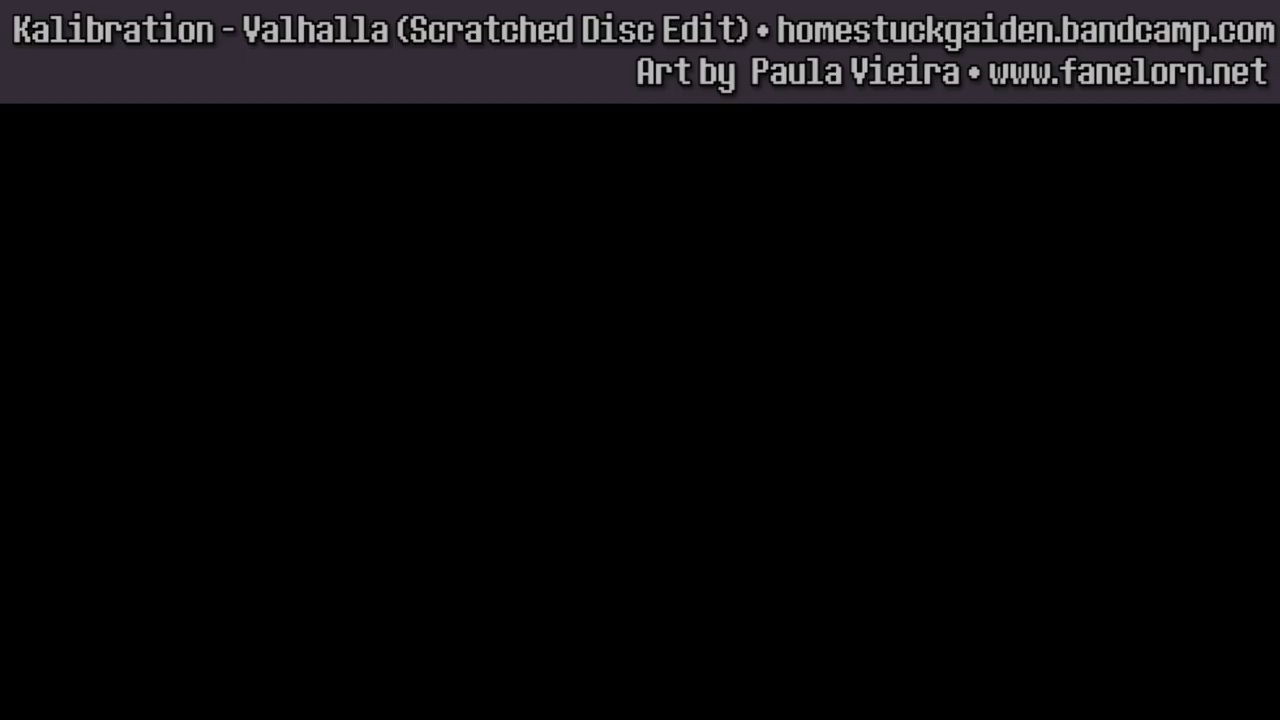 Kalibration - Valhalla (Scratched Disc Edit) • homestuckgaiden.bandcamp.com
Art by Paula Vieira • www.fanelorn.net